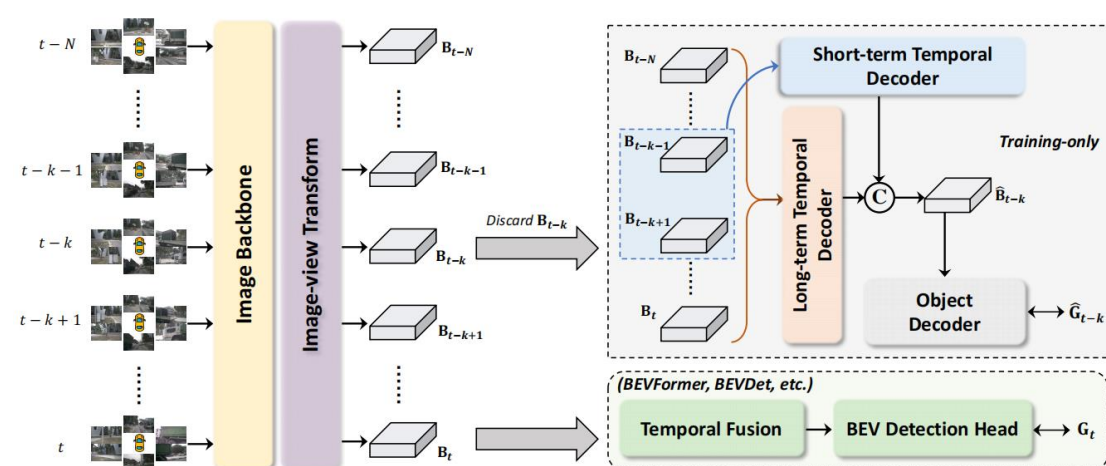 t − N
t − k − 1
t − k
t − k + 1
t
Image Backbone
Image-view Transform
B_{t−N}
B_{t−k−1}
B_{t−k}
B_{t−k+1}
B_t
Discard B_{t−k}
B_{t−N}
B_{t−k−1}
B_{t−k+1}
B_t
Short-term Temporal
Decoder
Long-term Temporal
Decoder
Training-only
C
B̂_{t−k}
Object
Decoder
Ĝ_{t−k}
(BEVFormer, BEVDet, etc.)
Temporal Fusion
BEV Detection Head
G_t